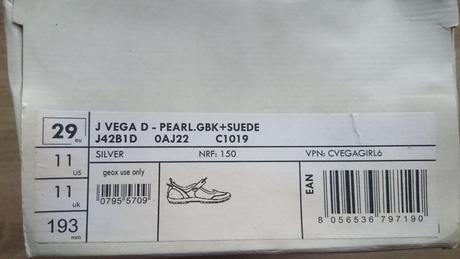 29 eu
J VEGA D - PEARL.GBK+SUEDE
J42B1D 0AJ22 C1019
11 us
SILVER NRF: 150 VPN: CVEGAGIRL6
11 uk
geox use only
0795 5709
193 mm
EAN
8 056536 797190